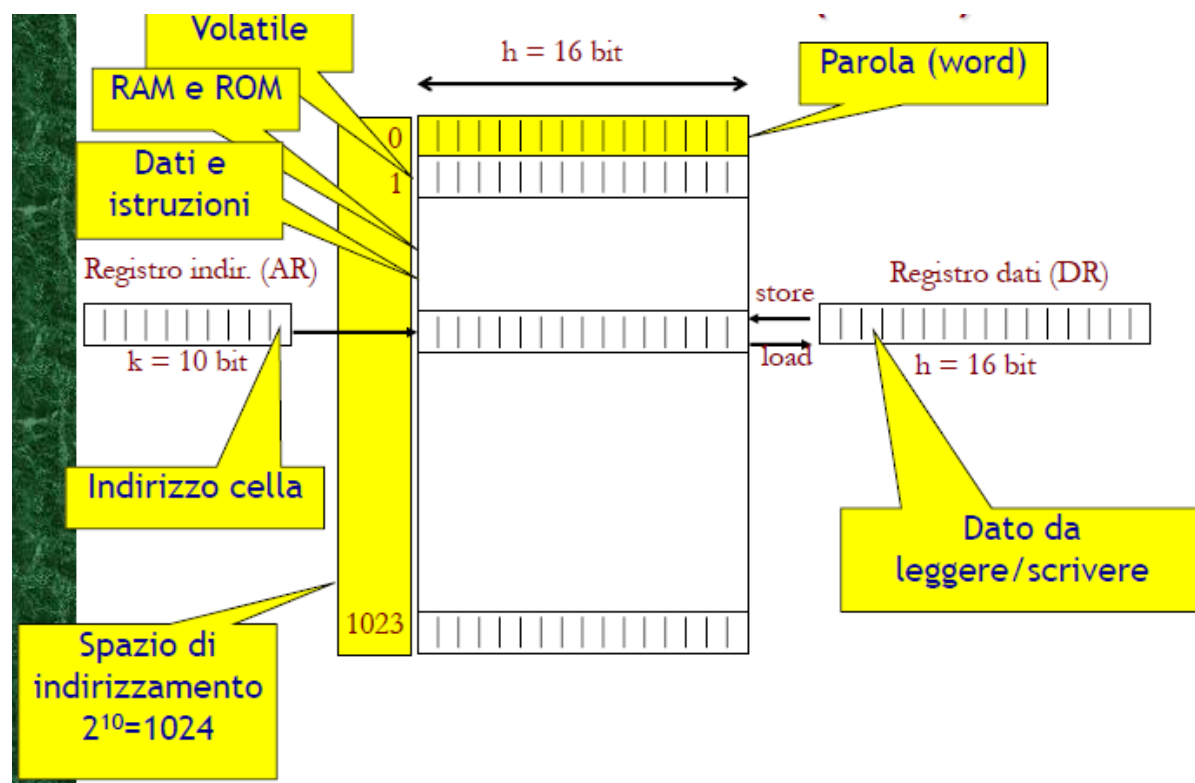 Volatile
h = 16 bit
Parola (word)
RAM e ROM
0
Dati e
istruzioni
1
Registro indir. (AR)
Registro dati (DR)
store
load
k = 10 bit
h = 16 bit
Indirizzo cella
Dato da
leggere/scrivere
1023
Spazio di
indirizzamento
2¹⁰=1024